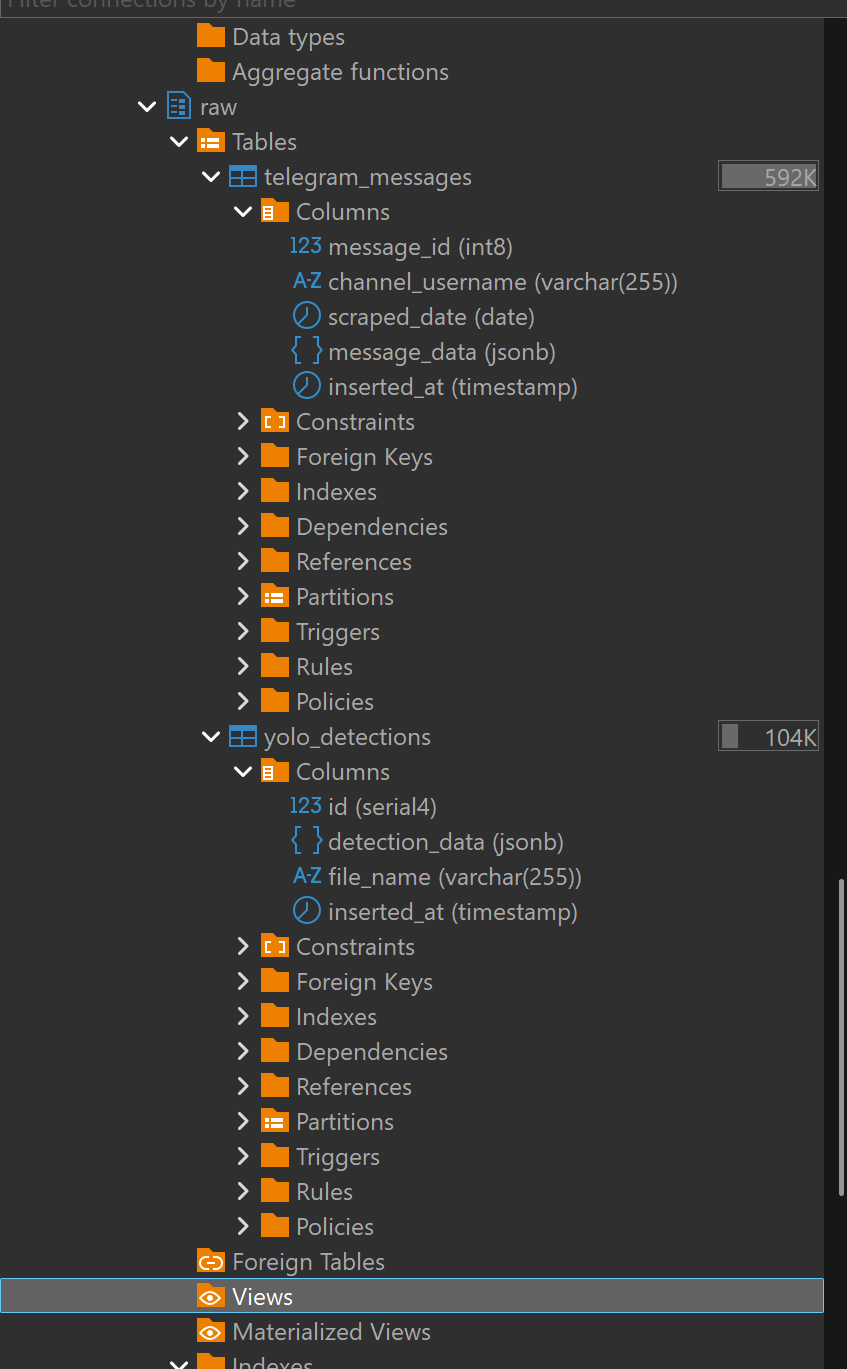 Filter connections by name
Data types
Aggregate functions
raw
Tables
telegram_messages 592K
Columns
123 message_id (int8)
A-Z channel_username (varchar(255))
scraped_date (date)
{ } message_data (jsonb)
inserted_at (timestamp)
Constraints
Foreign Keys
Indexes
Dependencies
References
Partitions
Triggers
Rules
Policies
yolo_detections 104K
Columns
123 id (serial4)
{ } detection_data (jsonb)
A-Z file_name (varchar(255))
inserted_at (timestamp)
Constraints
Foreign Keys
Indexes
Dependencies
References
Partitions
Triggers
Rules
Policies
Foreign Tables
Views
Materialized Views
Indexes